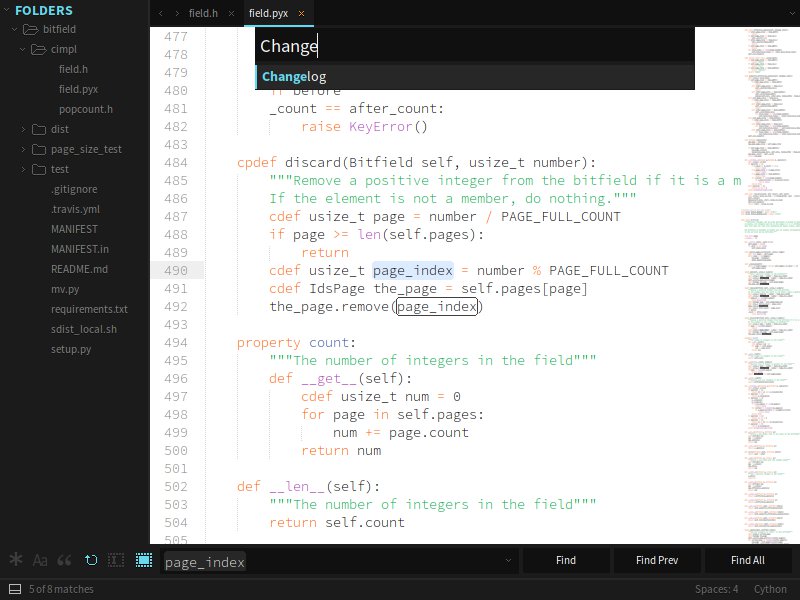 FOLDERS
bitfield
cimpl
field.h
field.pyx
popcount.h
dist
page_size_test
test
.gitignore
.travis.yml
MANIFEST
MANIFEST.in
README.md
mv.py
requirements.txt
sdist_local.sh
setup.py
field.h ×
field.pyx ×
Change
Changelog
477
478
479
480 if before
481 _count == after_count:
482 raise KeyError()
483
484 cpdef discard(Bitfield self, usize_t number):
485 """Remove a positive integer from the bitfield if it is a m
486 If the element is not a member, do nothing."""
487 cdef usize_t page = number / PAGE_FULL_COUNT
488 if page >= len(self.pages):
489 return
490 cdef usize_t page_index = number % PAGE_FULL_COUNT
491 cdef IdsPage the_page = self.pages[page]
492 the_page.remove(page_index)
493
494 property count:
495 """The number of integers in the field"""
496 def __get__(self):
497 cdef usize_t num = 0
498 for page in self.pages:
499 num += page.count
500 return num
501
502 def __len__(self):
503 """The number of integers in the field"""
504 return self.count
505
Aa page_index Find Find Prev Find All
5 of 8 matches Spaces: 4 Cython